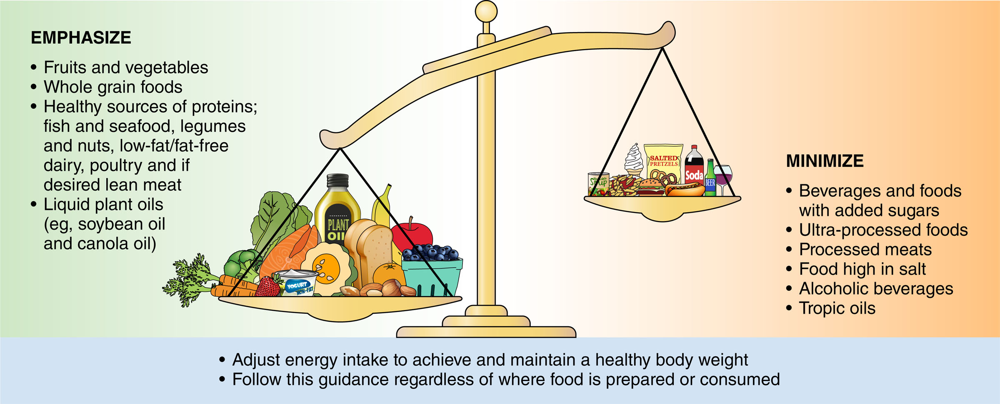 EMPHASIZE
• Fruits and vegetables
• Whole grain foods
• Healthy sources of proteins;
fish and seafood, legumes
and nuts, low-fat/fat-free
dairy, poultry and if
desired lean meat
• Liquid plant oils
(eg, soybean oil
and canola oil)
PLANT
OIL
YOGURT
NON-FAT
Vegetable
Soup
SALTED
PRETZELS
Soda
BEER
MINIMIZE
• Beverages and foods
with added sugars
• Ultra-processed foods
• Processed meats
• Food high in salt
• Alcoholic beverages
• Tropic oils
• Adjust energy intake to achieve and maintain a healthy body weight
• Follow this guidance regardless of where food is prepared or consumed